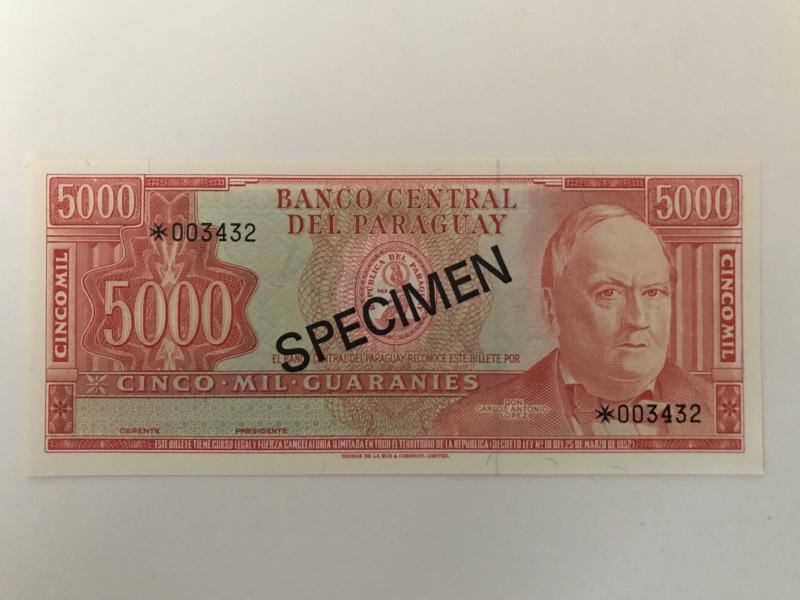 5000
BANCO CENTRAL
DEL PARAGUAY
5000
*003432
CINCO MIL
5000
REPÚBLICA DEL PARAGUAY
SPECIMEN
CINCO MIL
EL BANCO CENTRAL DEL PARAGUAY RECONOCE ESTE BILLETE POR
CINCO·MIL·GUARANIES
DON
CARLOS ANTONIO
LOPEZ
*003432
GERENTE
PRESIDENTE
ESTE BILLETE TIENE CURSO LEGAL Y FUERZA CANCELATORIA ILIMITADA EN TODO EL TERRITORIO DE LA REPUBLICA (DECRETO LEY Nº 18 DEL 25 DE MARZO DE 1952)
THOMAS DE LA RUE & COMPANY, LIMITED.